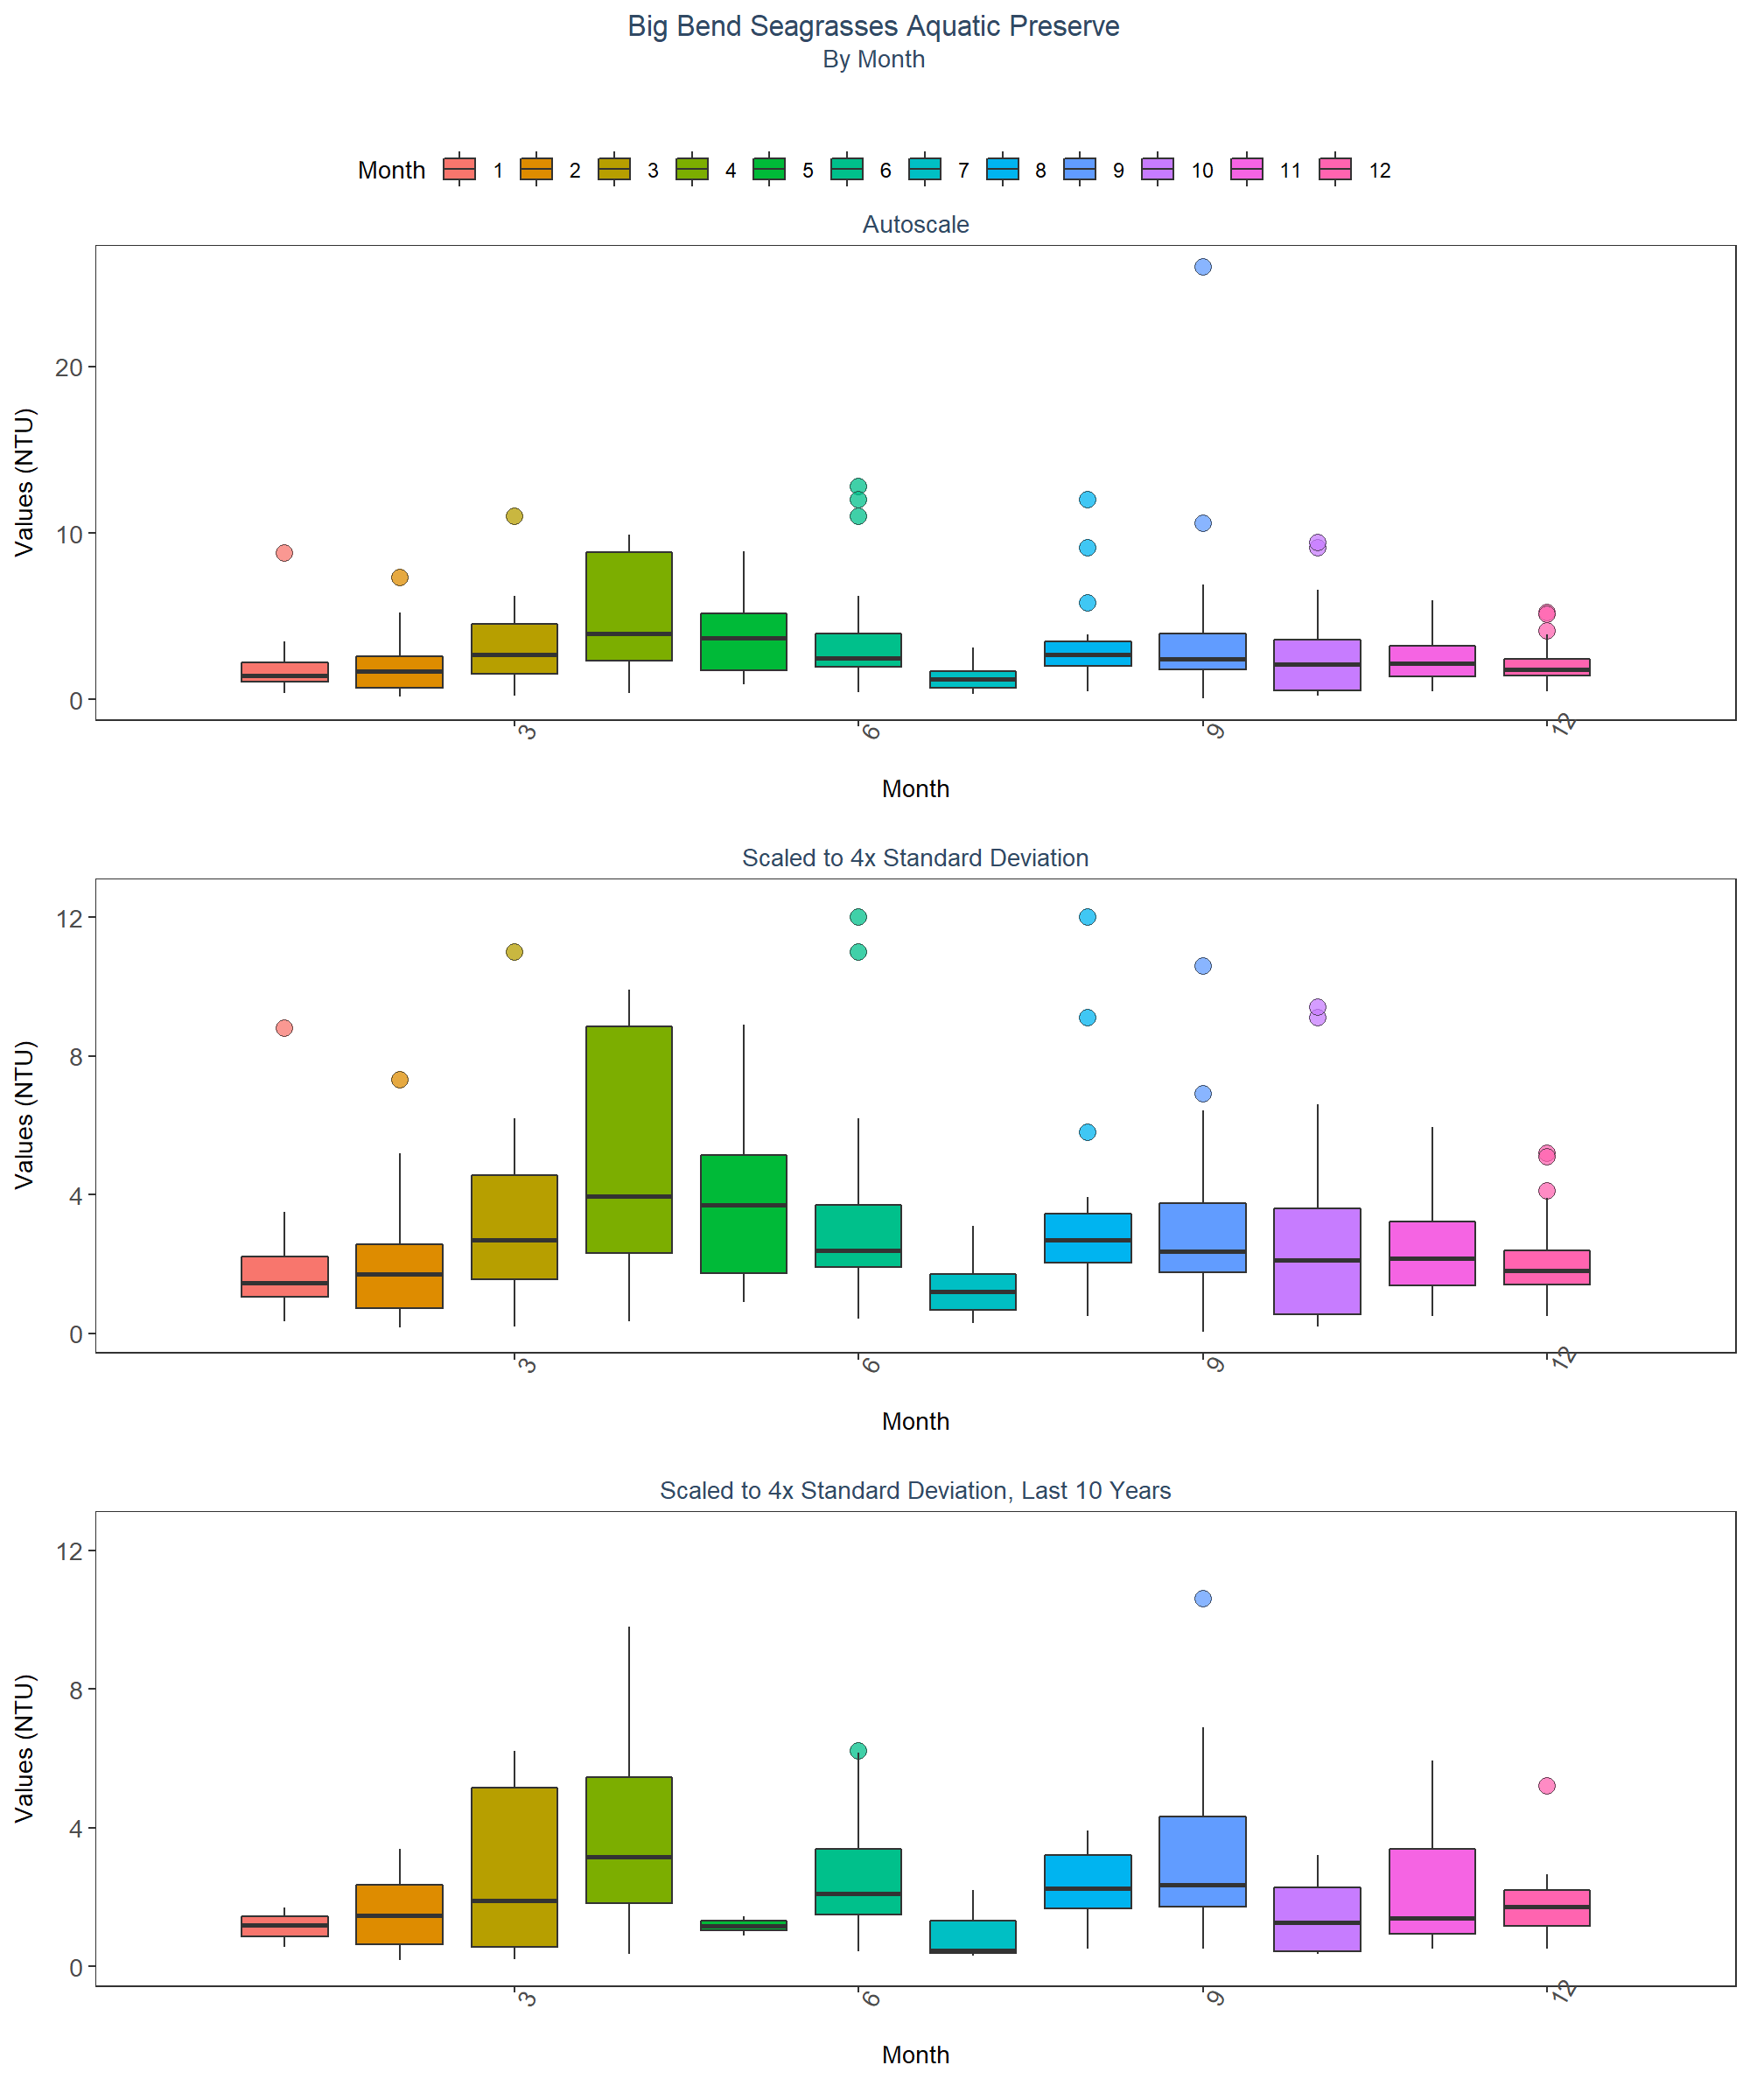 Big Bend Seagrasses Aquatic Preserve
By Month
Month 1 2 3 4 5 6 7 8 9 10 11 12
Autoscale
Values (NTU)
20
10
0
3 6 9 12
Month
Scaled to 4x Standard Deviation
Values (NTU)
12
8
4
0
3 6 9 12
Month
Scaled to 4x Standard Deviation, Last 10 Years
Values (NTU)
12
8
4
0
3 6 9 12
Month